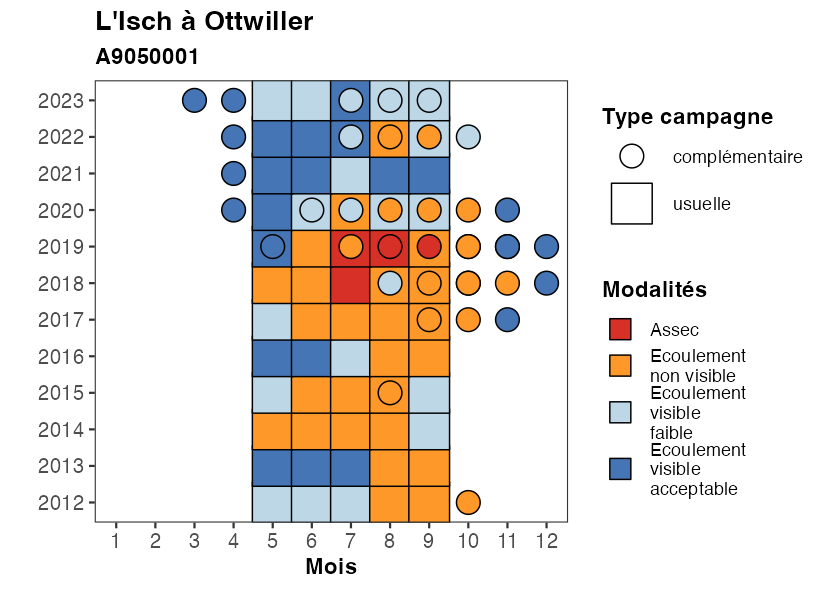 L'Isch à Ottwiller
A9050001
2023
2022
2021
2020
2019
2018
2017
2016
2015
2014
2013
2012
1 2 3 4 5 6 7 8 9 10 11 12
Mois
Type campagne
complémentaire
usuelle
Modalités
Assec
Ecoulement
non visible
Ecoulement
visible
faible
Ecoulement
visible
acceptable